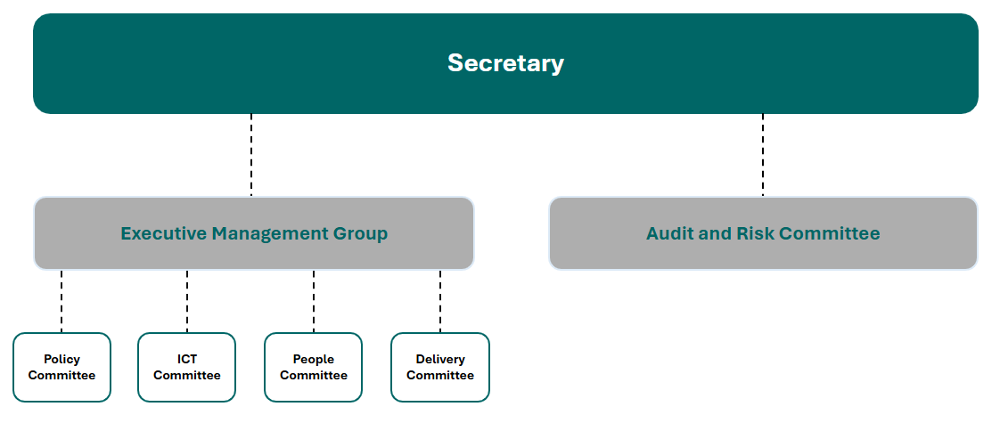 Secretary
Executive Management Group
Audit and Risk Committee
Policy
Committee
ICT
Committee
People
Committee
Delivery
Committee